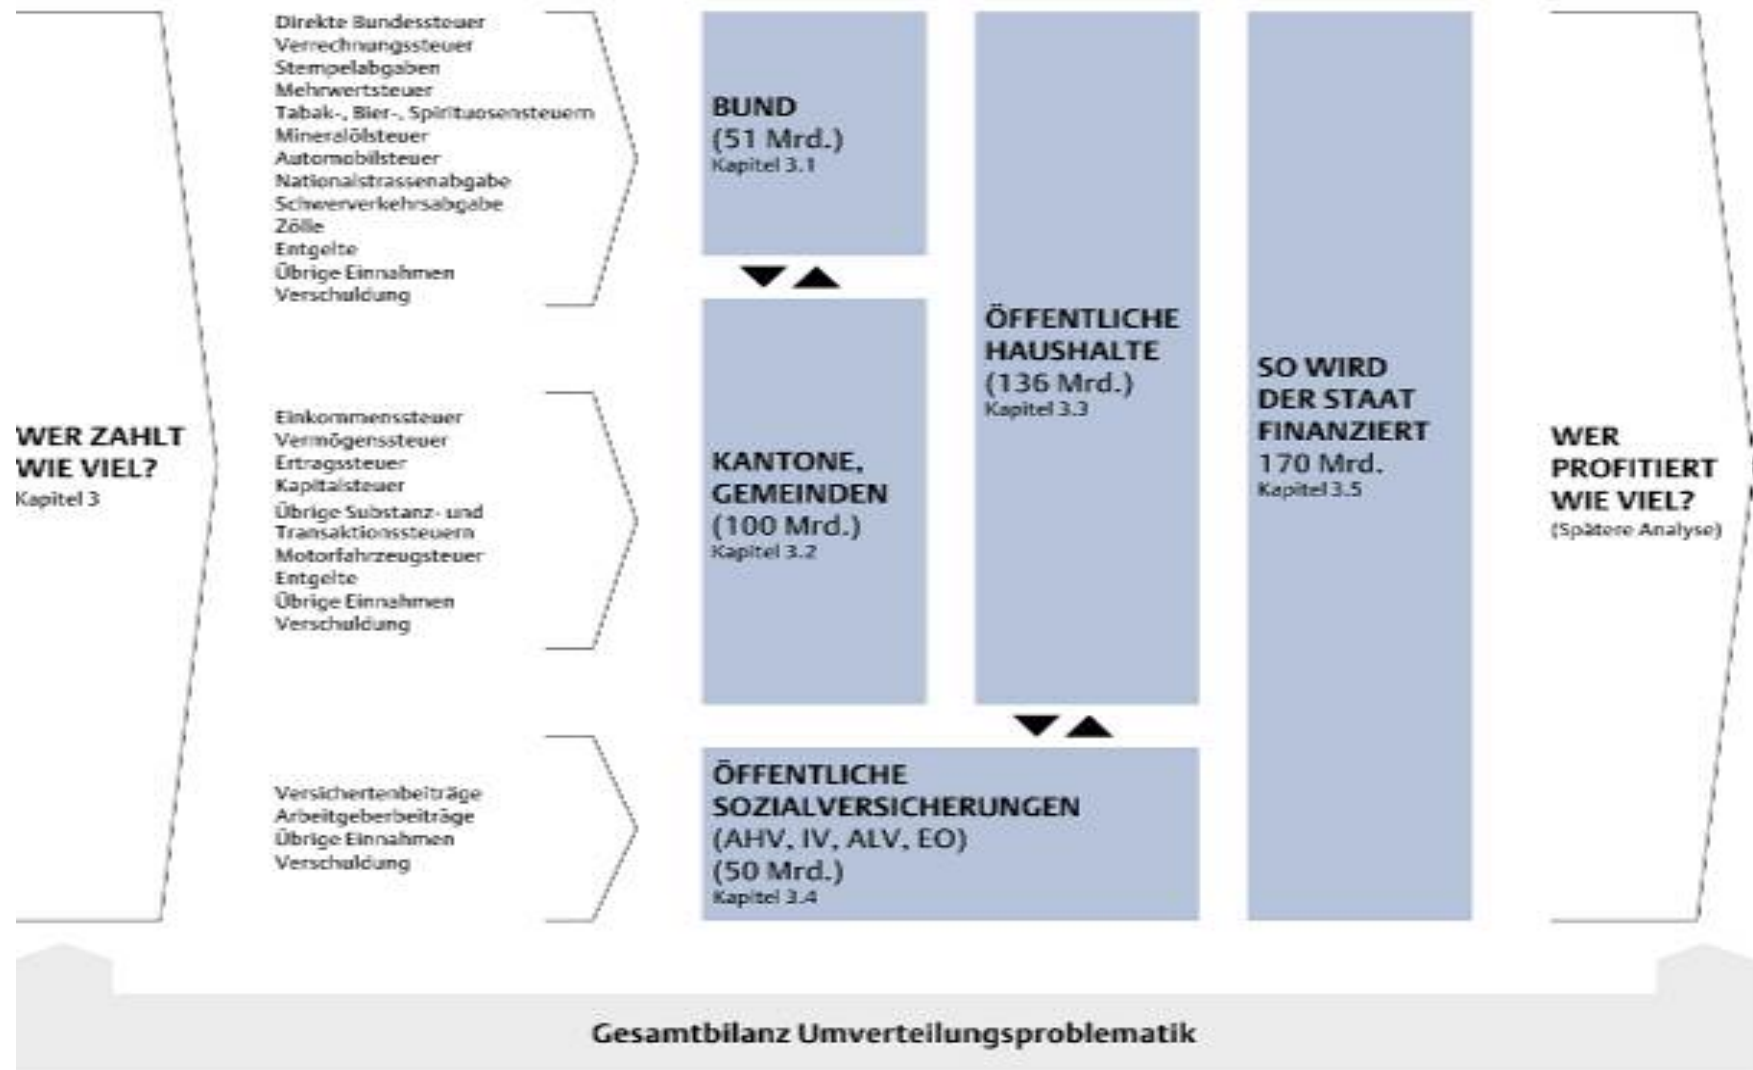 WER ZAHLT
WIE VIEL?
Kapitel 3
Direkte Bundessteuer
Verrechnungssteuer
Stempelabgaben
Mehrwertsteuer
Tabak-, Bier-, Spirituosensteuern
Mineralölsteuer
Automobilsteuer
Nationalstrassenabgabe
Schwerverkehrsabgabe
Zölle
Entgelte
Übrige Einnahmen
Verschuldung
Einkommenssteuer
Vermögenssteuer
Ertragssteuer
Kapitalsteuer
Übrige Substanz- und
Transaktionssteuern
Motorfahrzeugsteuer
Entgelte
Übrige Einnahmen
Verschuldung
Versichertenbeiträge
Arbeitgeberbeiträge
Übrige Einnahmen
Verschuldung
BUND
(51 Mrd.)
Kapitel 3.1
KANTONE,
GEMEINDEN
(100 Mrd.)
Kapitel 3.2
ÖFFENTLICHE
HAUSHALTE
(136 Mrd.)
Kapitel 3.3
ÖFFENTLICHE
SOZIALVERSICHERUNGEN
(AHV, IV, ALV, EO)
(50 Mrd.)
Kapitel 3.4
SO WIRD
DER STAAT
FINANZIERT
170 Mrd.
Kapitel 3.5
WER
PROFITIERT
WIE VIEL?
(Spätere Analyse)
Gesamtbilanz Umverteilungsproblematik